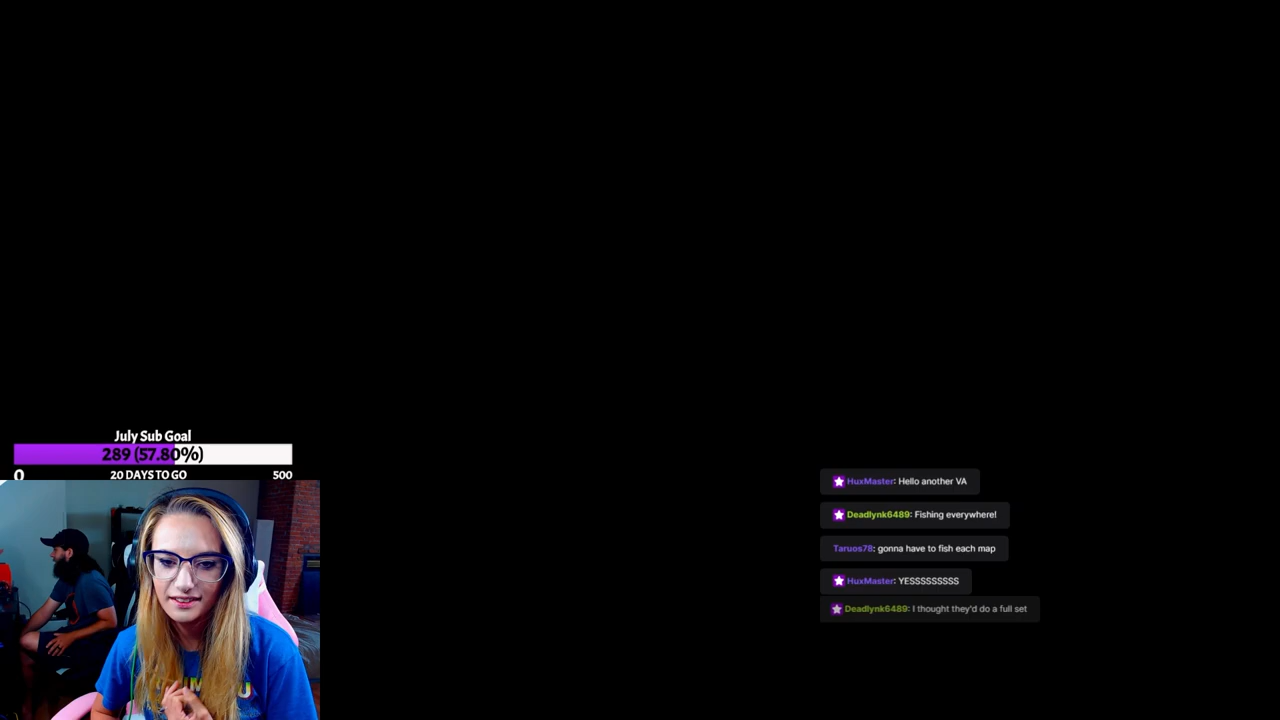 July Sub Goal
289 (57.80%)
0 20 DAYS TO GO 500
HuxMaster: Hello another VA
Deadlynk6489: Fishing everywhere!
Taruos78: gonna have to fish each map
HuxMaster: YESSSSSSSSS
Deadlynk6489: I thought they'd do a full set